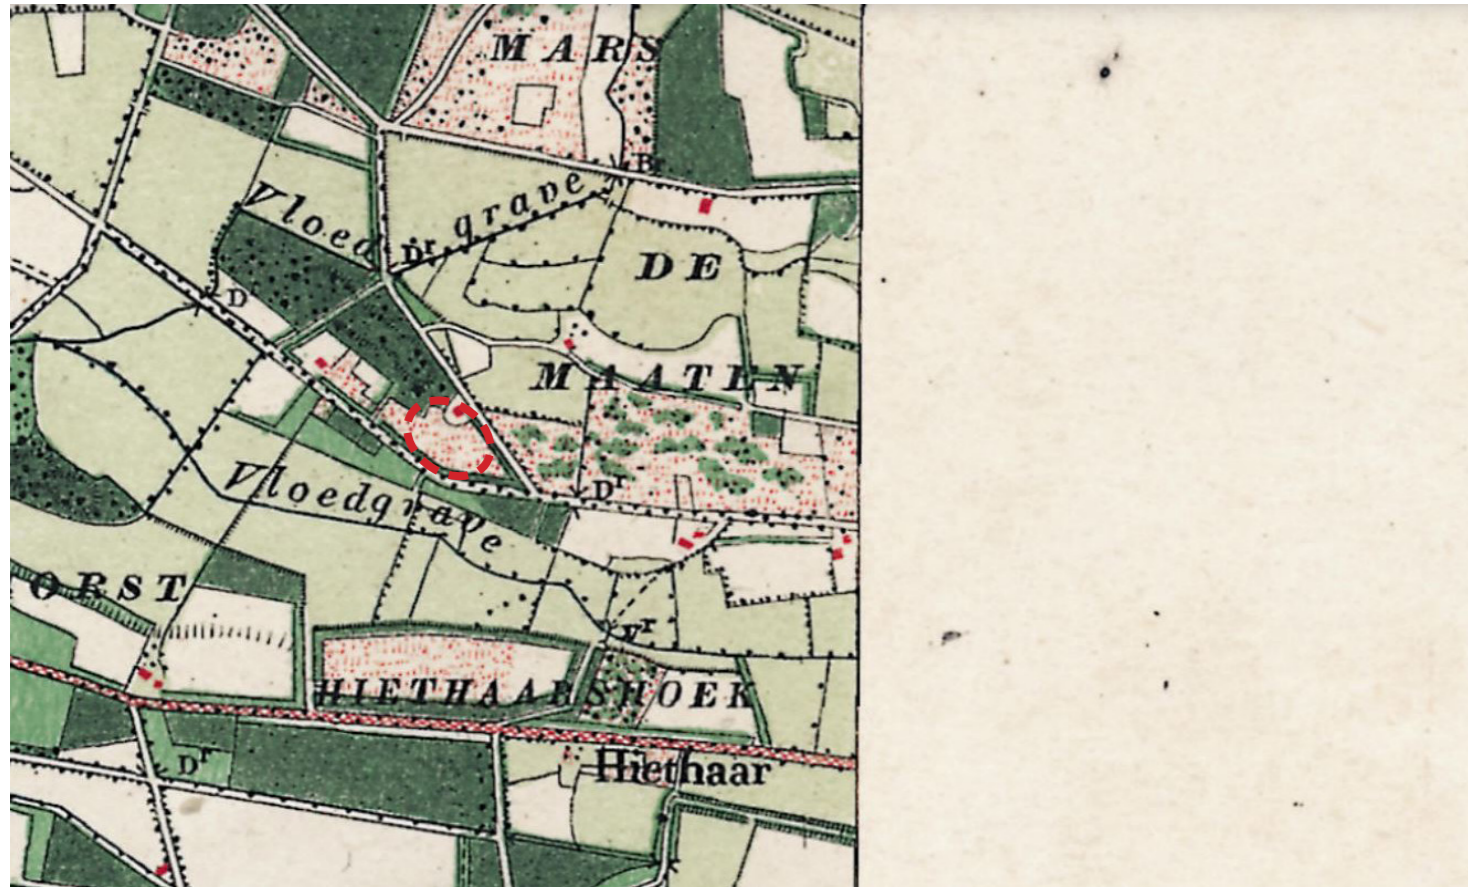 MARS
Br
Vloedgrave
Dr
DE
D
MAATEN
Vloedgrave
Dr
ORST
Vr
HIETHAARSHOEK
Dr
Hiethaar